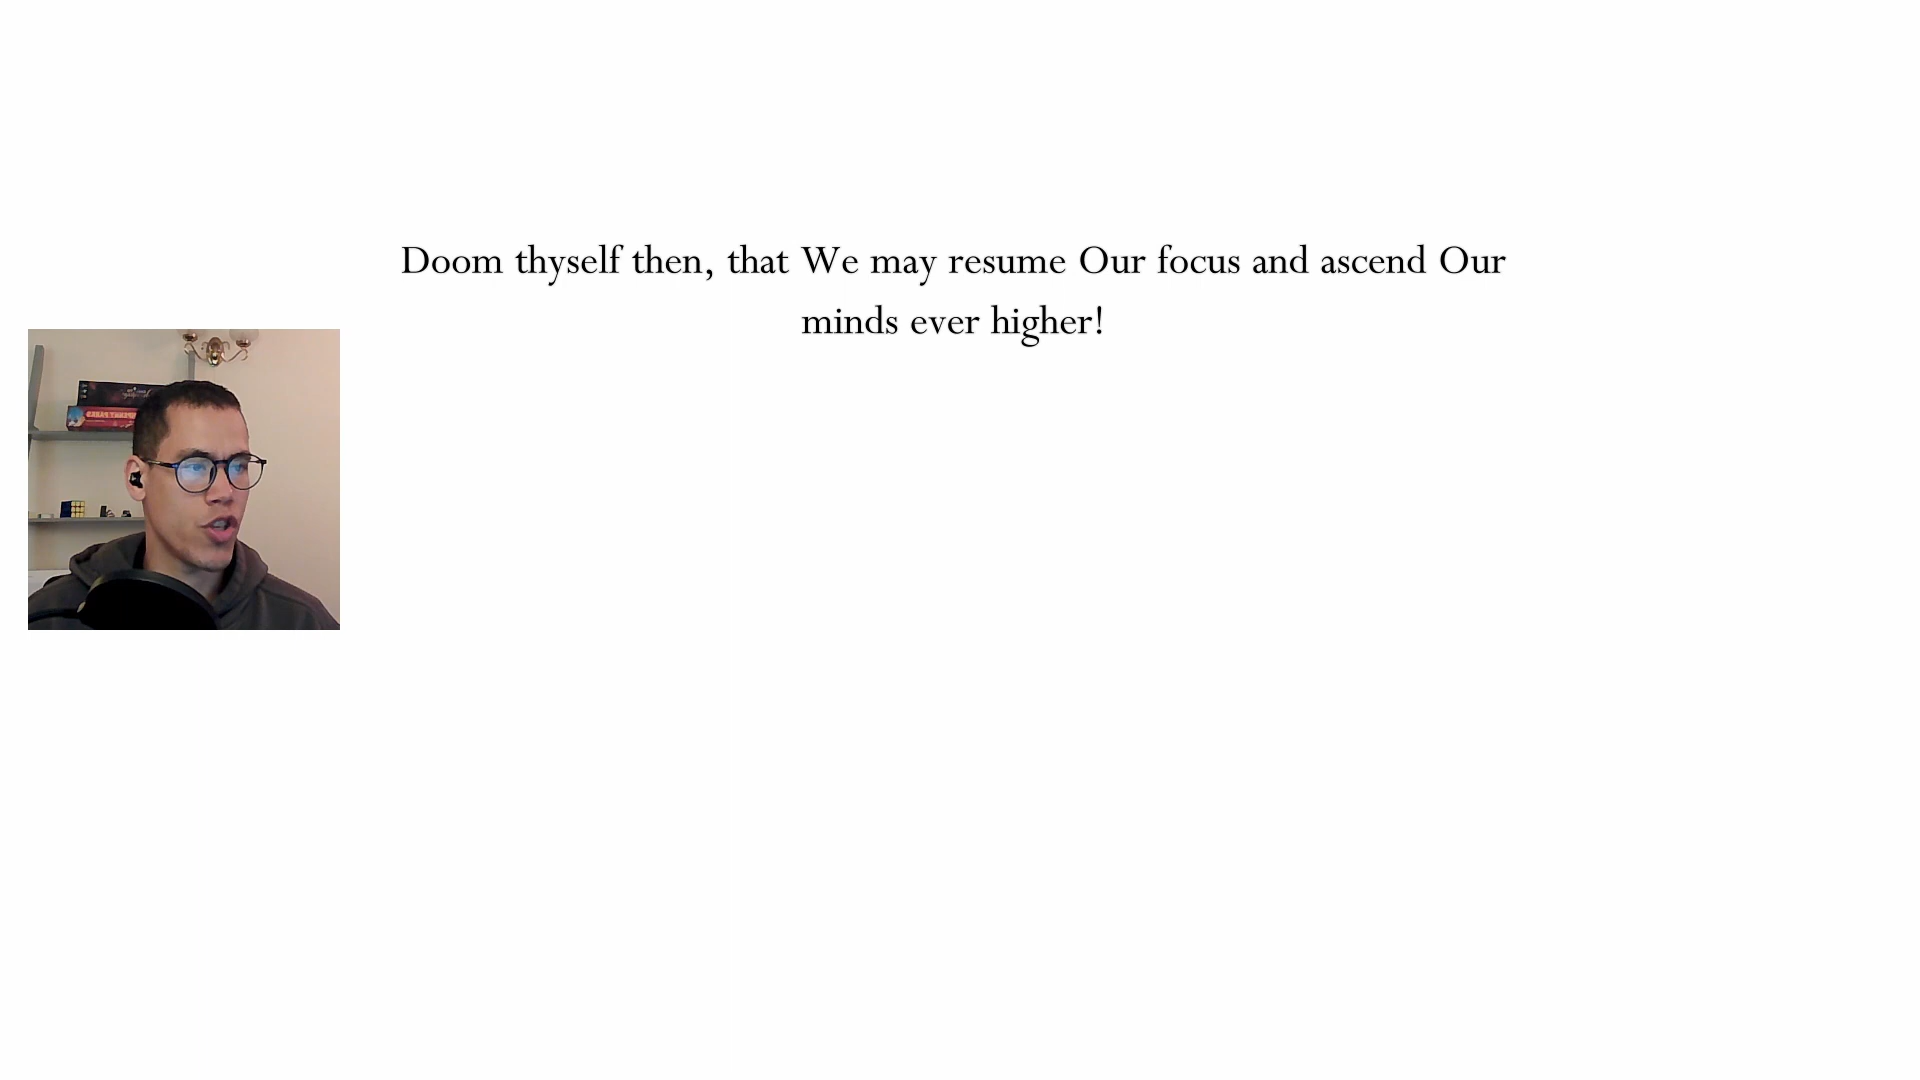 Doom thyself then, that We may resume Our focus and ascend Our
minds ever higher!